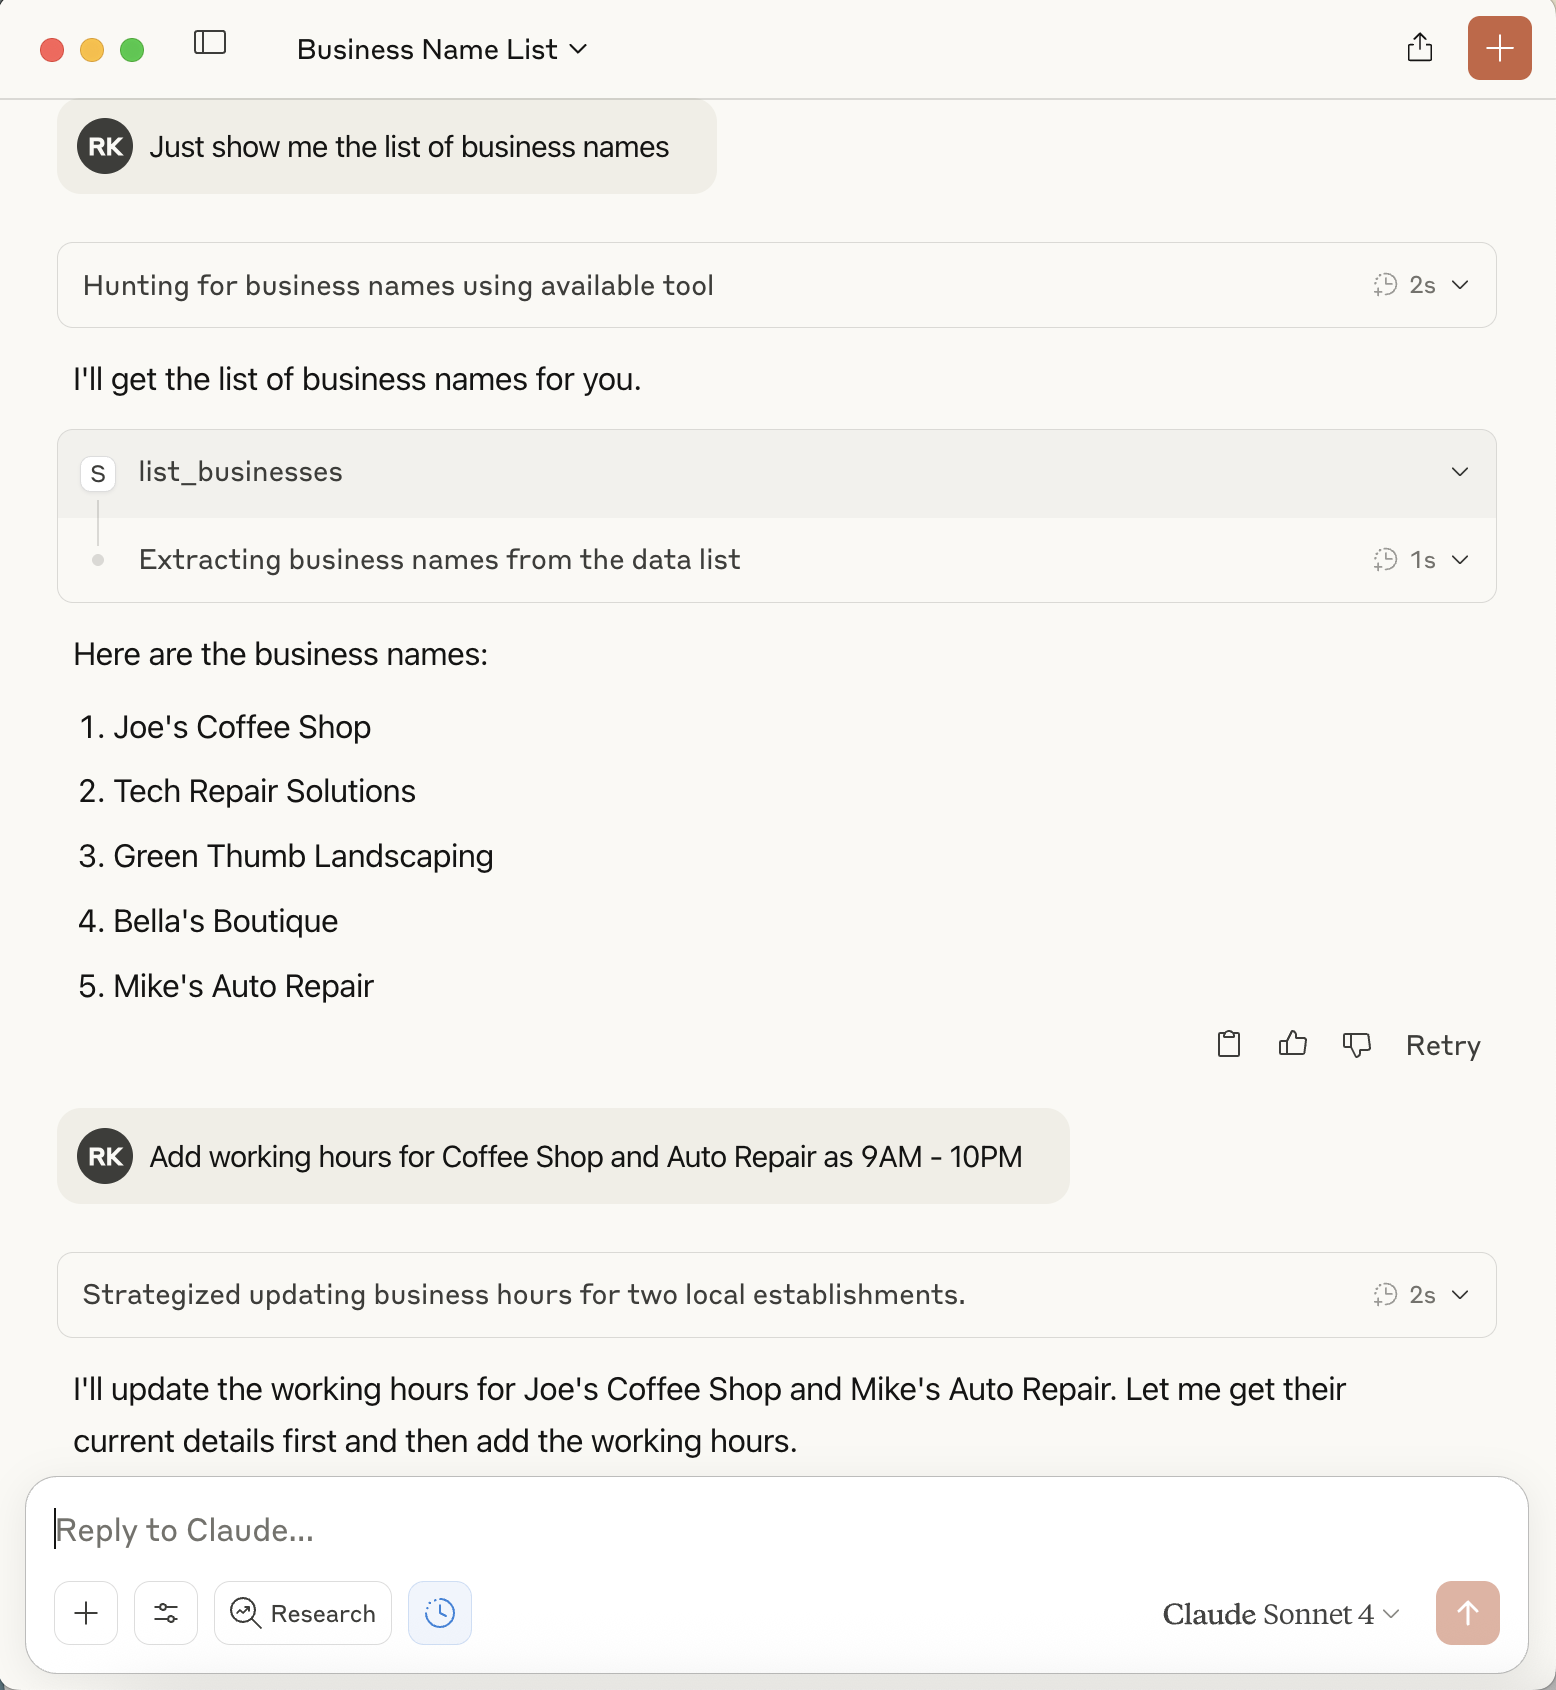 Business Name List
RK Just show me the list of business names
Hunting for business names using available tool 2s
I'll get the list of business names for you.
S list_businesses
Extracting business names from the data list 1s
Here are the business names:
1. Joe's Coffee Shop
2. Tech Repair Solutions
3. Green Thumb Landscaping
4. Bella's Boutique
5. Mike's Auto Repair
Retry
RK Add working hours for Coffee Shop and Auto Repair as 9AM - 10PM
Strategized updating business hours for two local establishments. 2s
I'll update the working hours for Joe's Coffee Shop and Mike's Auto Repair. Let me get their
current details first and then add the working hours.
Reply to Claude...
Research Claude Sonnet 4